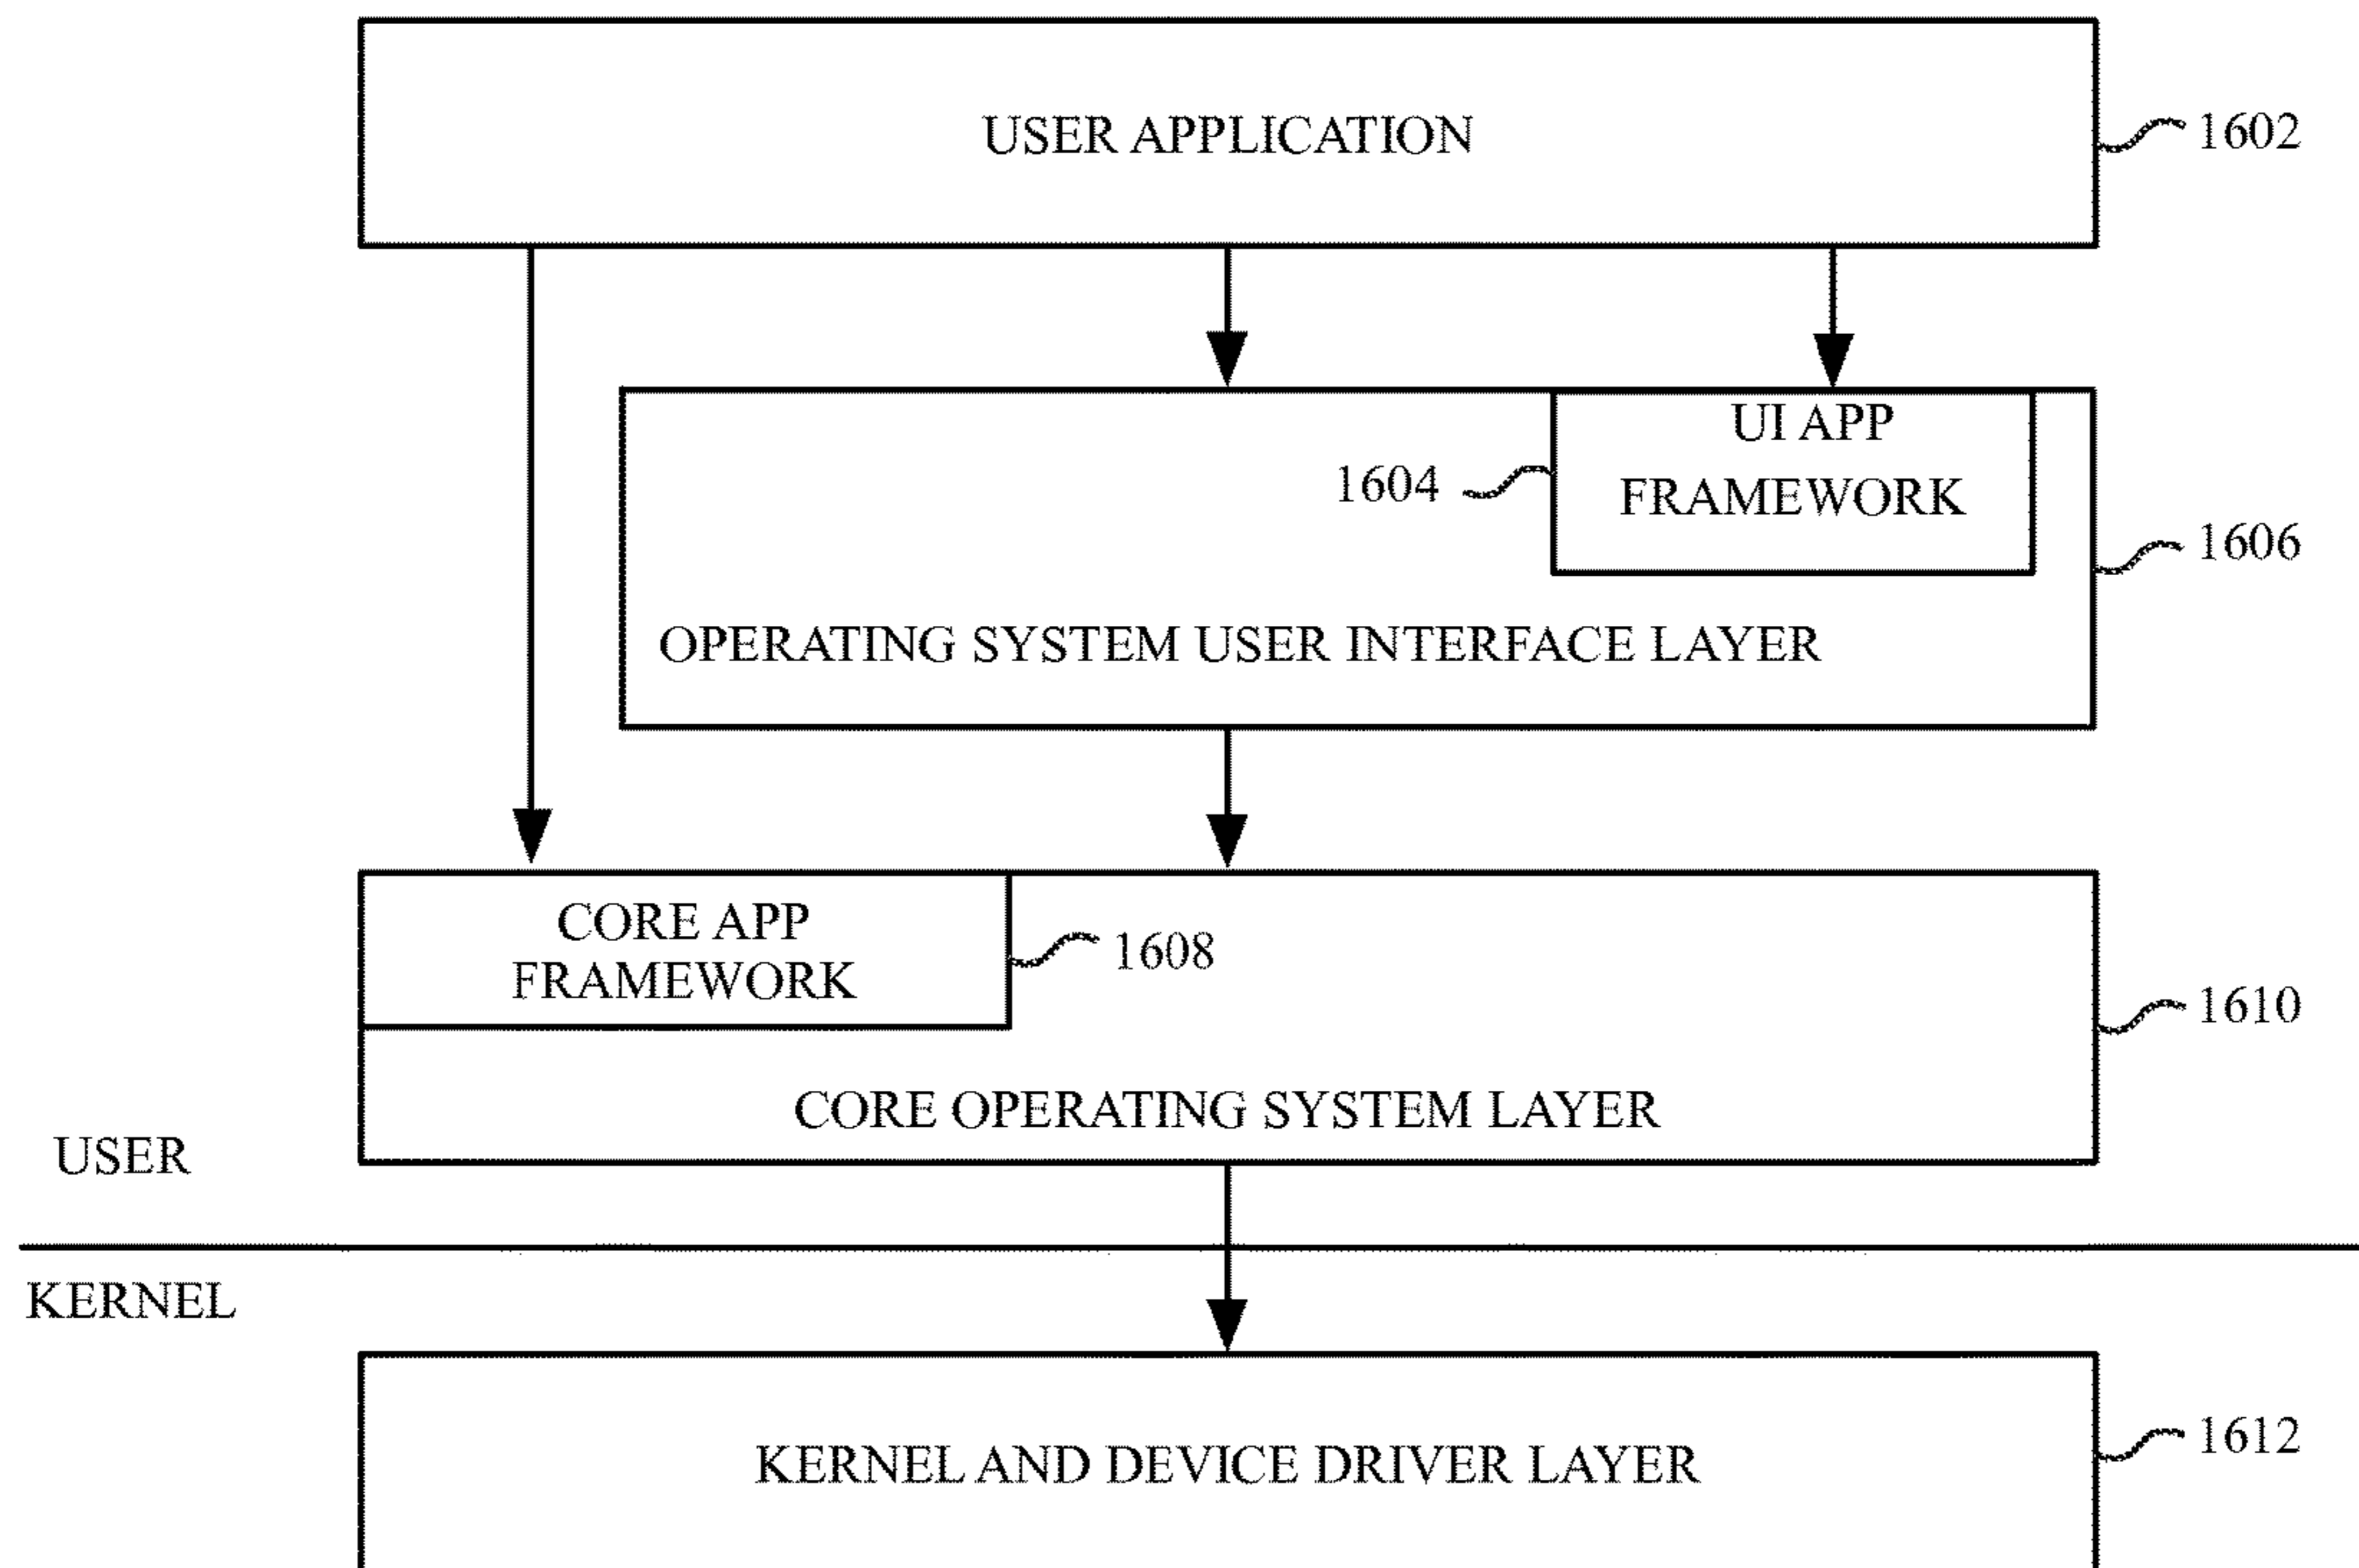 USER APPLICATION
1602
UI APP
1604
FRAMEWORK
1606
OPERATING SYSTEM USER INTERFACE LAYER
CORE APP
FRAMEWORK
1608
1610
CORE OPERATING SYSTEM LAYER
USER
KERNEL
1612
KERNEL AND DEVICE DRIVER LAYER